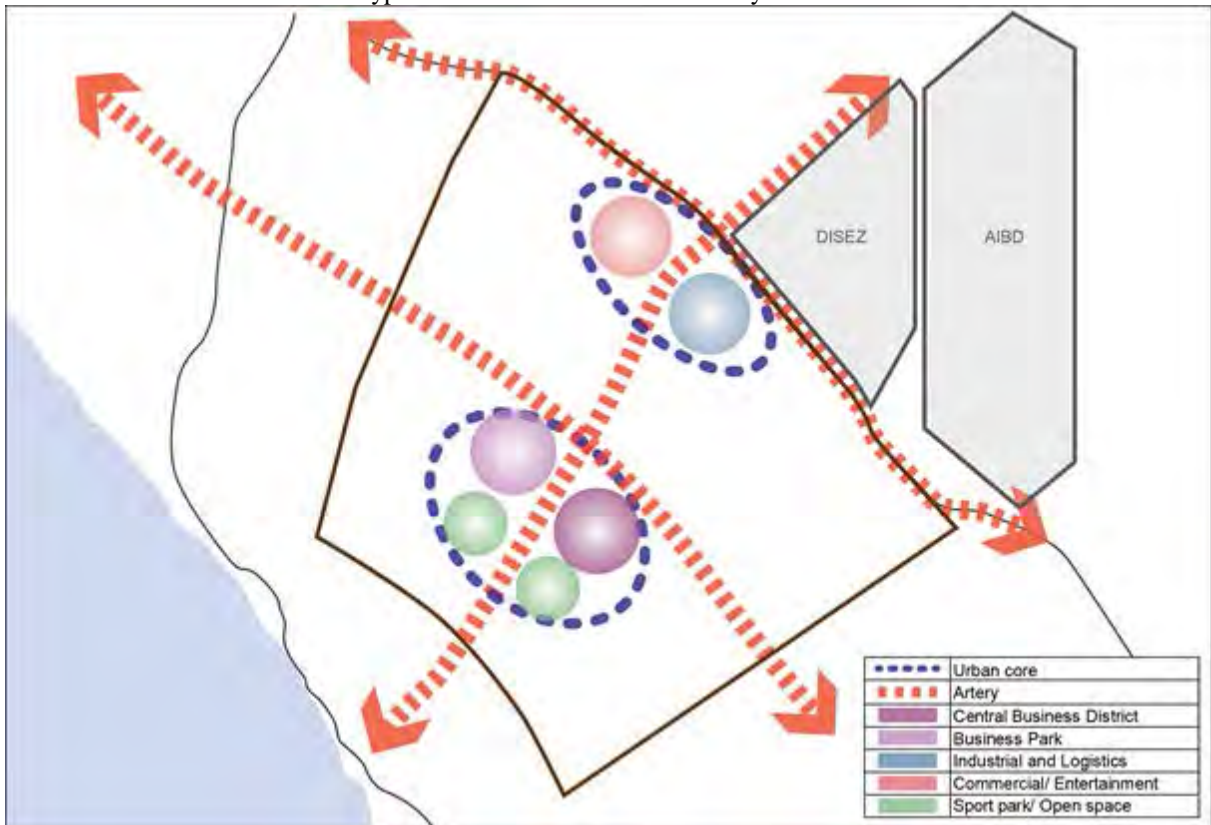 DISEZ
AIBD
Urban core
Artery
Central Business District
Business Park
Industrial and Logistics
Commercial/ Entertainment
Sport park/ Open space